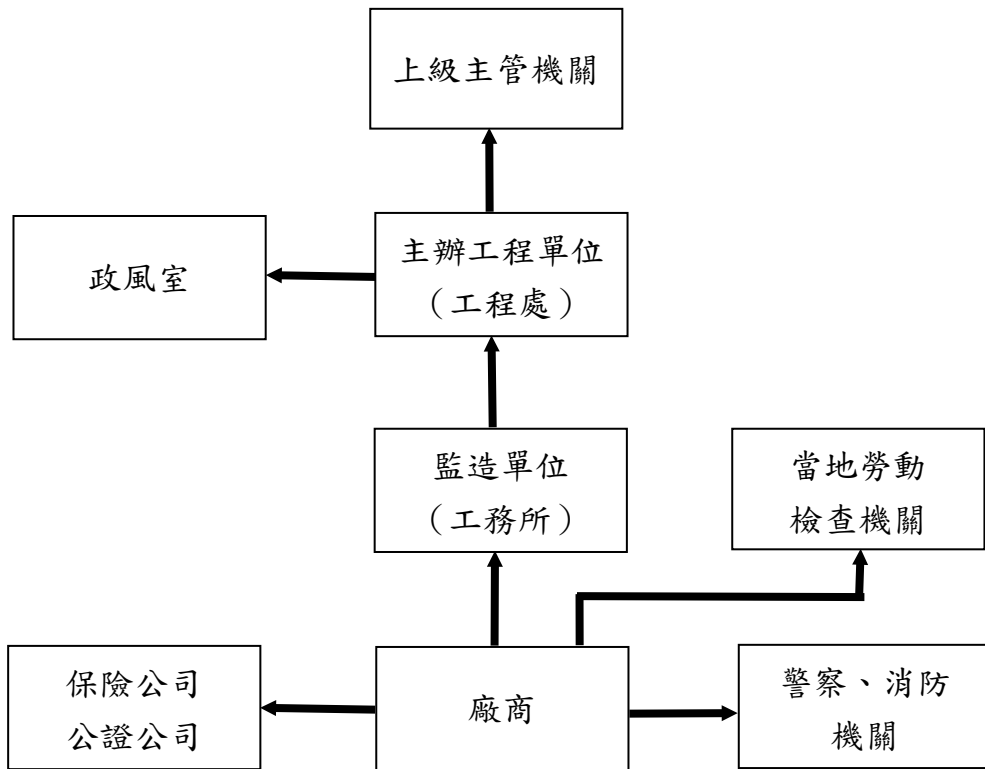 上級主管機關
政風室
主辦工程單位
（工程處）
監造單位
（工務所）
當地勞動
檢查機關
保險公司
公證公司
廠商
警察、消防
機關